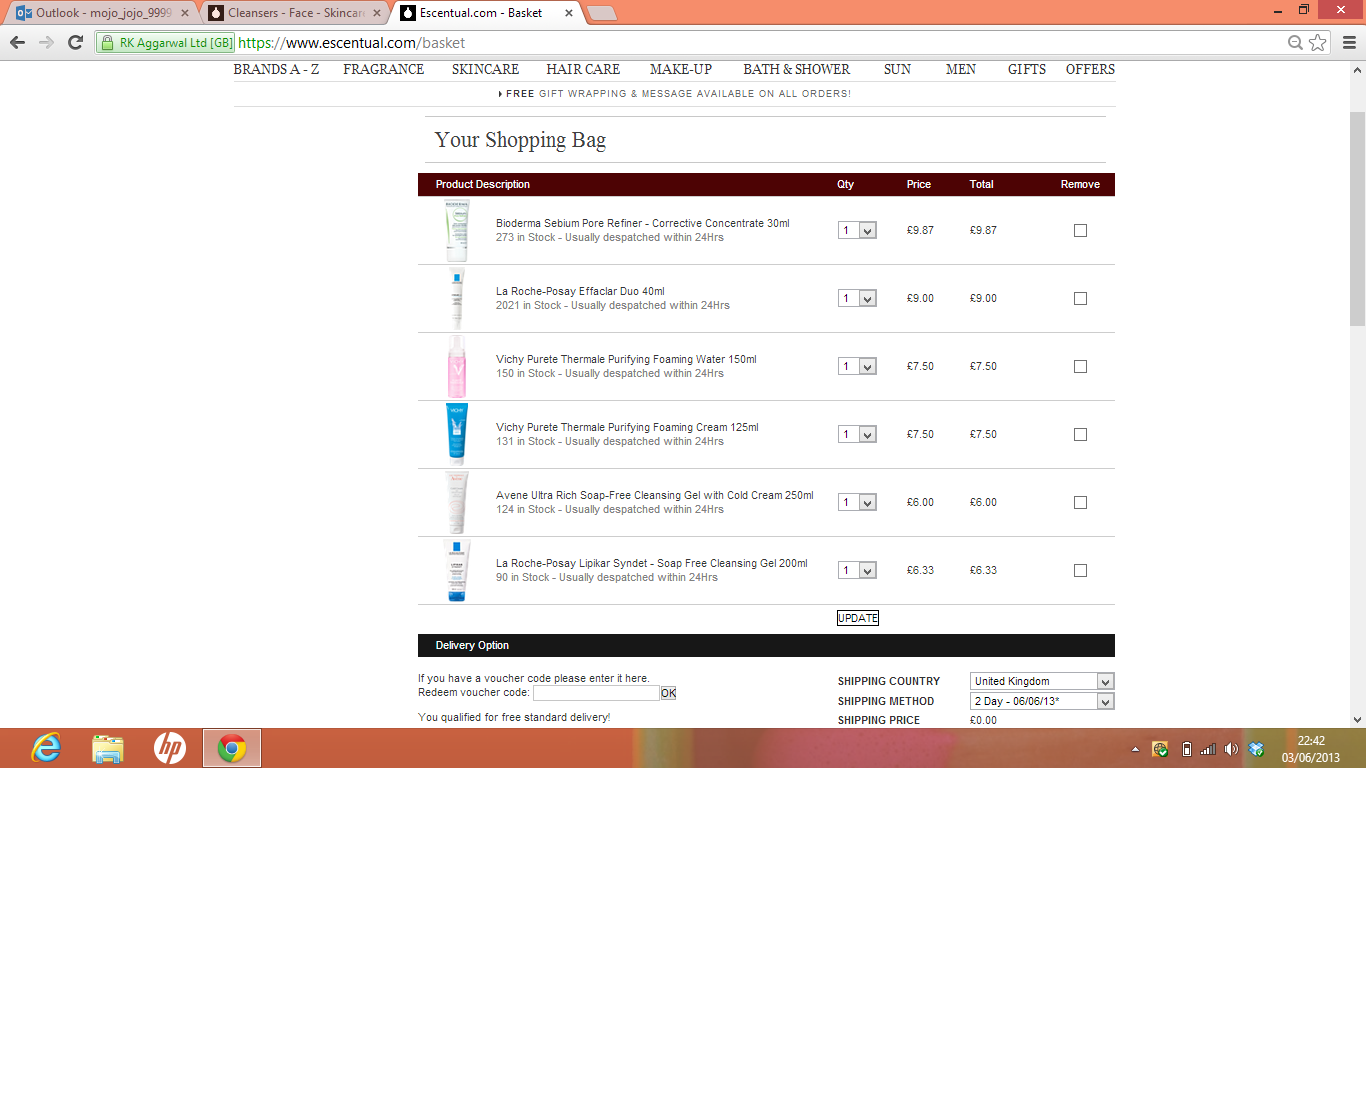 Outlook - mojo_jojo_9999
Cleansers - Face - Skincare
Escentual.com - Basket
RK Aggarwal Ltd [GB] https://www.escentual.com/basket
BRANDS A - Z FRAGRANCE SKINCARE HAIR CARE MAKE-UP BATH & SHOWER SUN MEN GIFTS OFFERS
FREE GIFT WRAPPING & MESSAGE AVAILABLE ON ALL ORDERS!
Your Shopping Bag
Product Description Qty Price Total Remove
Bioderma Sebium Pore Refiner - Corrective Concentrate 30ml
273 in Stock - Usually despatched within 24Hrs
1 £9.87 £9.87
La Roche-Posay Effaclar Duo 40ml
2021 in Stock - Usually despatched within 24Hrs
1 £9.00 £9.00
Vichy Purete Thermale Purifying Foaming Water 150ml
150 in Stock - Usually despatched within 24Hrs
1 £7.50 £7.50
VICHY
Vichy Purete Thermale Purifying Foaming Cream 125ml
131 in Stock - Usually despatched within 24Hrs
1 £7.50 £7.50
Avene Ultra Rich Soap-Free Cleansing Gel with Cold Cream 250ml
124 in Stock - Usually despatched within 24Hrs
1 £6.00 £6.00
La Roche-Posay Lipikar Syndet - Soap Free Cleansing Gel 200ml
90 in Stock - Usually despatched within 24Hrs
1 £6.33 £6.33
UPDATE
Delivery Option
If you have a voucher code please enter it here.
Redeem voucher code: OK
You qualified for free standard delivery!
SHIPPING COUNTRY United Kingdom
SHIPPING METHOD 2 Day - 06/06/13*
SHIPPING PRICE £0.00
hp
22:42
03/06/2013